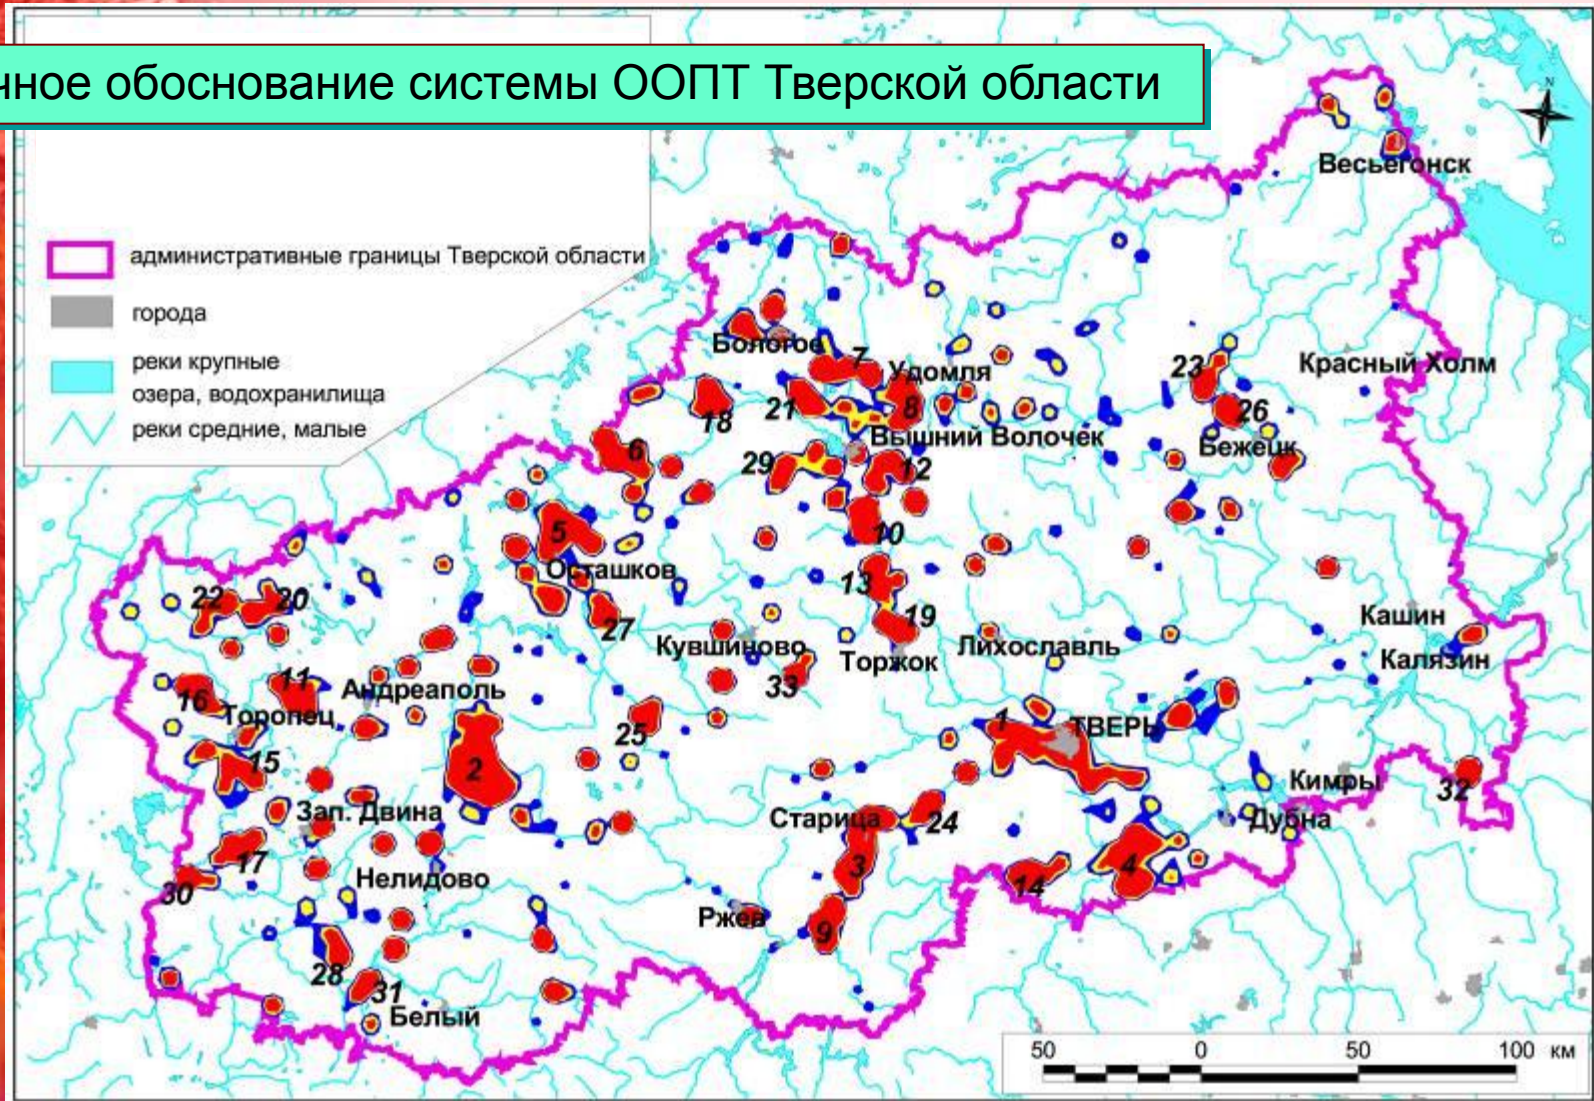 чное обоснование системы ООПТ Тверской области
N
административные границы Тверской области
города
реки крупные
озера, водохранилища
реки средние, малые
Весьегонск
Бологое
7
Удомля
23
Красный Холм
18
21
8
26
Вышний Волочек
Бежецк
6
29
12
5
10
Осташков
13
22
20
27
19
Кашин
Кувшиново
Торжок
Лихославль
Калязин
33
11
Андреаполь
16
Торопец
25
1
ТВЕРЬ
15
2
Кимры
32
Зап. Двина
Старица
24
Дубна
17
3
4
14
30
Нелидово
Ржев
9
28
31
Белый
50 0 50 100 км